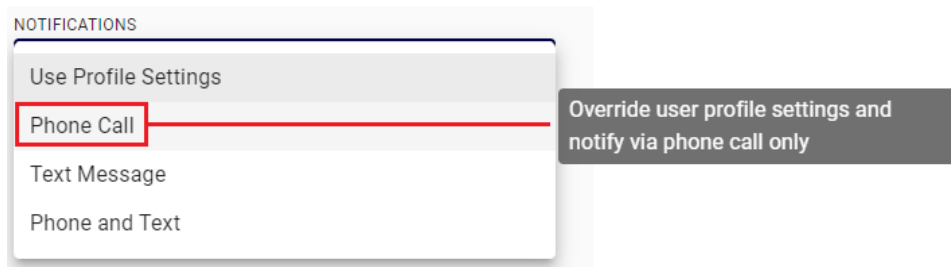 NOTIFICATIONS
Use Profile Settings
Phone Call
Override user profile settings and
notify via phone call only
Text Message
Phone and Text